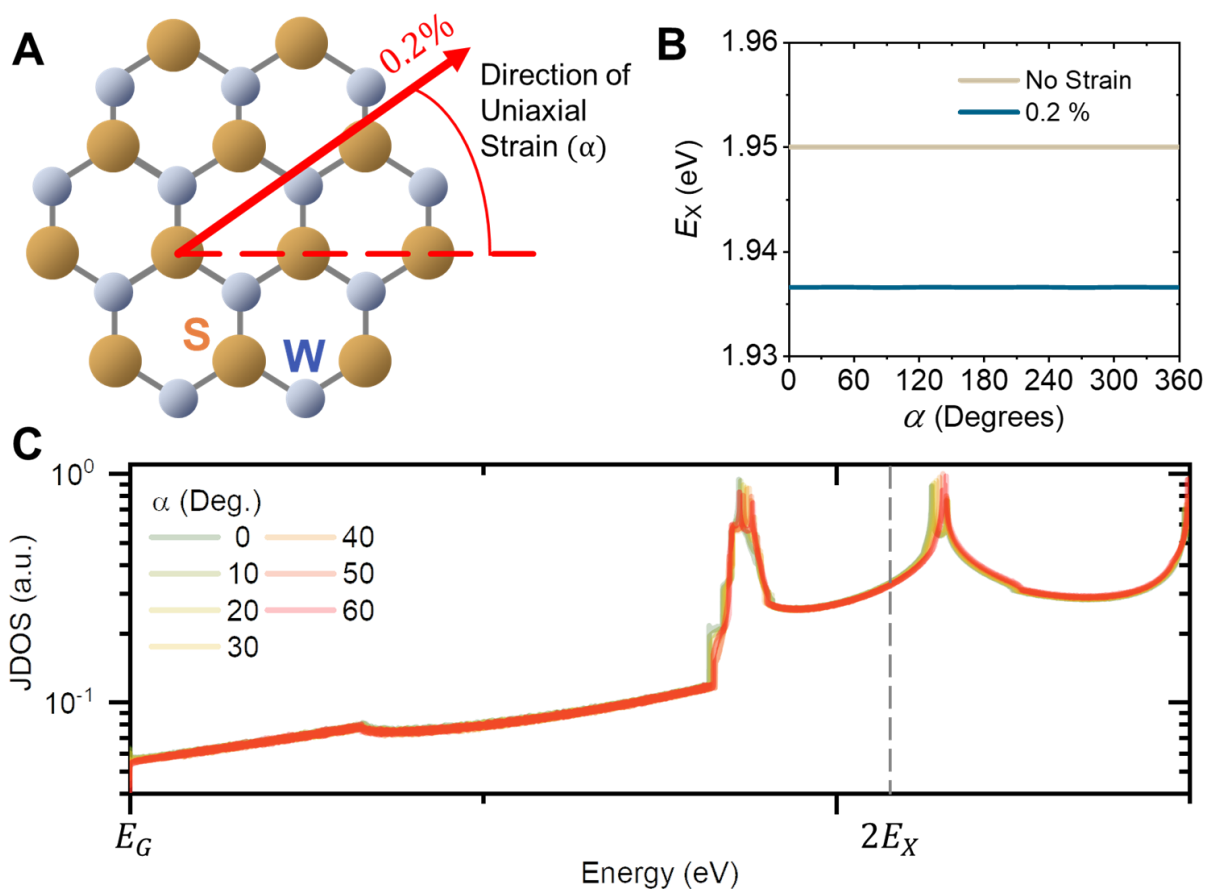 A
0.2%
Direction of
Uniaxial
Strain (α)
S
W
B
1.96
1.95
1.94
1.93
E_X (eV)
No Strain
0.2 %
0 60 120 180 240 300 360
α (Degrees)
C
10⁰
10⁻¹
JDOS (a.u.)
α (Deg.)
0 40
10 50
20 60
30
E_G 2E_X
Energy (eV)